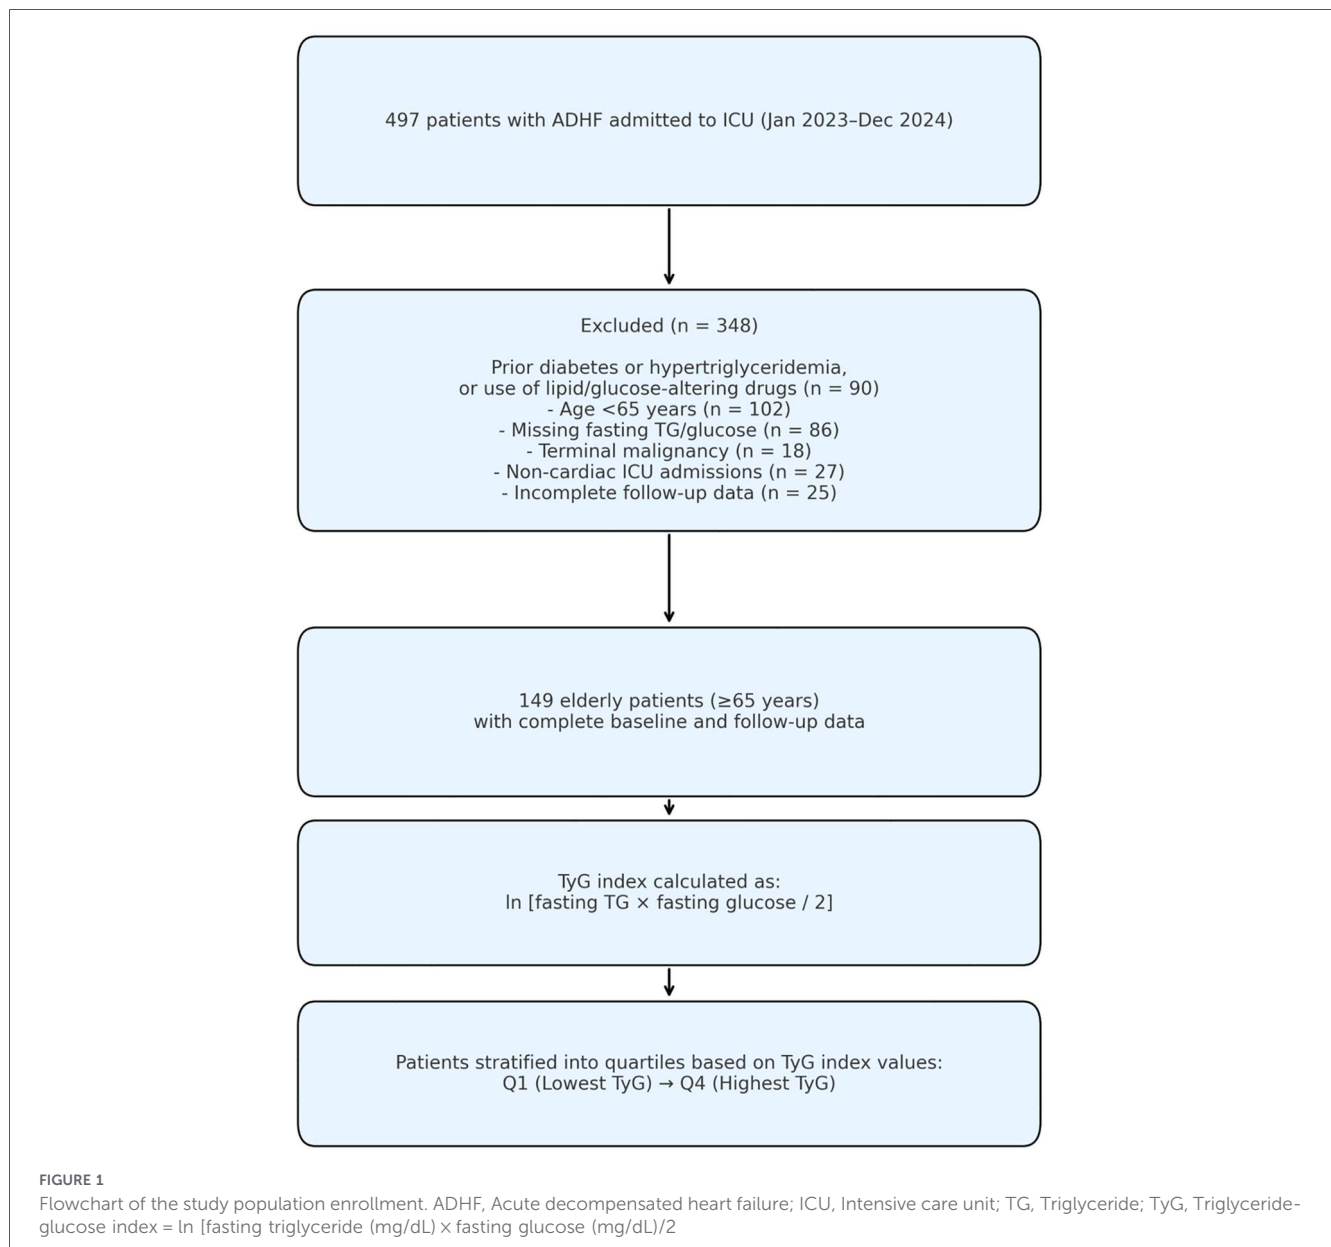 497 patients with ADHF admitted to ICU (Jan 2023–Dec 2024)
Excluded (n = 348)
Prior diabetes or hypertriglyceridemia,
or use of lipid/glucose-altering drugs (n = 90)
- Age <65 years (n = 102)
- Missing fasting TG/glucose (n = 86)
- Terminal malignancy (n = 18)
- Non-cardiac ICU admissions (n = 27)
- Incomplete follow-up data (n = 25)
149 elderly patients (≥65 years)
with complete baseline and follow-up data
TyG index calculated as:
ln [fasting TG × fasting glucose / 2]
Patients stratified into quartiles based on TyG index values:
Q1 (Lowest TyG) → Q4 (Highest TyG)
FIGURE 1
Flowchart of the study population enrollment. ADHF, Acute decompensated heart failure; ICU, Intensive care unit; TG, Triglyceride; TyG, Triglyceride-
glucose index = ln [fasting triglyceride (mg/dL) × fasting glucose (mg/dL)/2